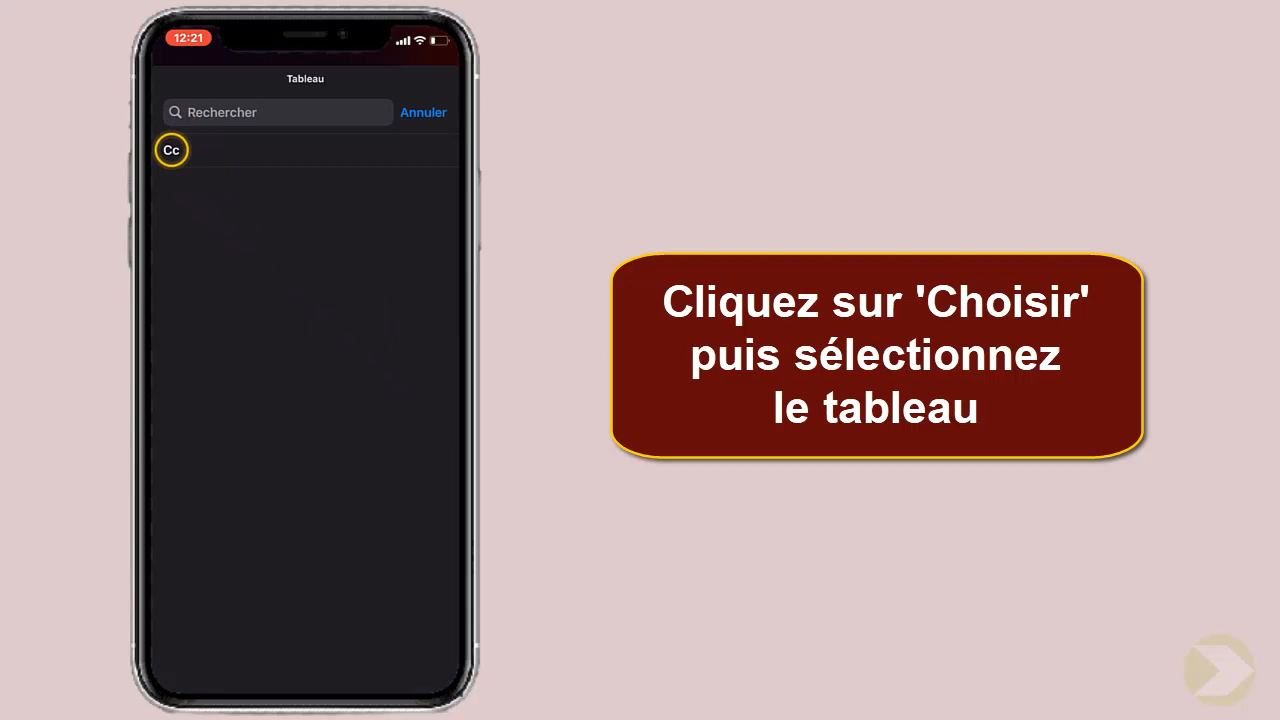 12:21
Tableau
Rechercher
Annuler
Cc
Cliquez sur 'Choisir'
puis sélectionnez
le tableau